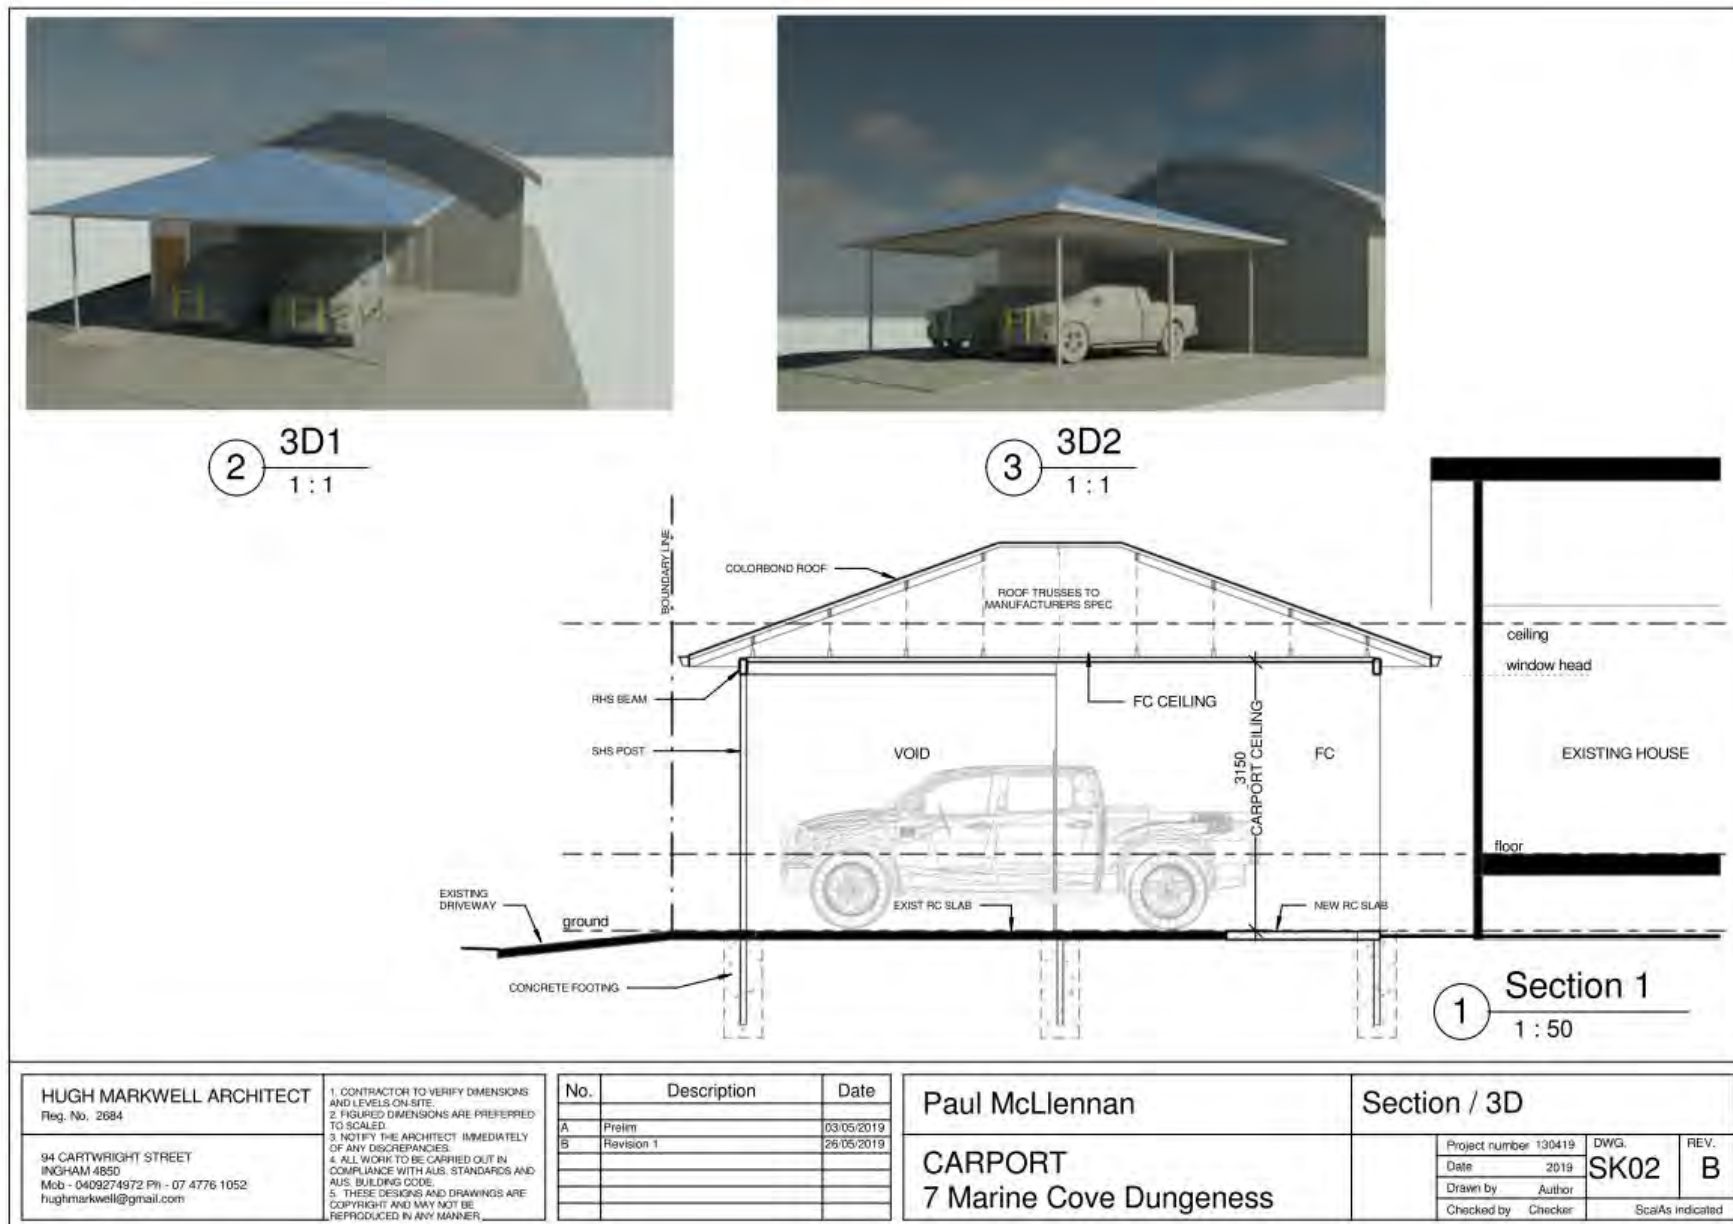 2
3D1
1 : 1
3
3D2
1 : 1
BOUNDARY LINE
COLORBOND ROOF
ROOF TRUSSES TO
MANUFACTURERS SPEC
ceiling
window head
RHS BEAM
FC CEILING
SHS POST
VOID
3150
CARPORT CEILING
FC
EXISTING HOUSE
floor
EXISTING
DRIVEWAY
ground
EXIST RC SLAB
NEW RC SLAB
CONCRETE FOOTING
1
Section 1
1 : 50
HUGH MARKWELL ARCHITECT
Reg. No. 2684
94 CARTWRIGHT STREET
INGHAM 4850
Mob - 0409274972 PH - 07 4776 1052
hughmarkwell@gmail.com
1. CONTRACTOR TO VERIFY DIMENSIONS
AND LEVELS ON-SITE.
2. FIGURED DIMENSIONS ARE PREFERRED
TO SCALED.
3. NOTIFY THE ARCHITECT IMMEDIATELY
OF ANY DISCREPANCIES.
4. ALL WORK TO BE CARRIED OUT IN
COMPLIANCE WITH AUS. STANDARDS AND
AUS. BUILDING CODE.
5. THESE DESIGNS AND DRAWINGS ARE
COPYRIGHT AND MAY NOT BE
REPRODUCED IN ANY MANNER
No. Description Date
A Prelim 03/05/2019
B Revision 1 26/05/2019
Paul McLlennan
CARPORT
7 Marine Cove Dungeness
Section / 3D
Project number 130419
Date 2019
Drawn by Author
Checked by Checker
DWG.
SK02
REV.
B
ScalAs indicated